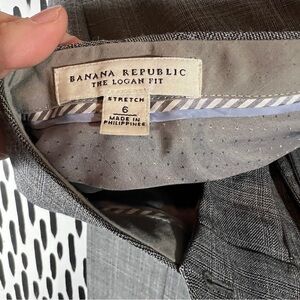 BANANA REPUBLIC
THE LOGAN FIT
STRETCH
6
MADE IN
PHILIPPINES